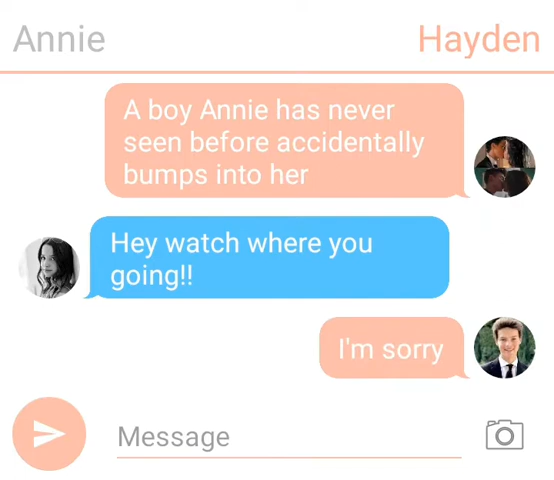 Annie
Hayden
A boy Annie has never
seen before accidentally
bumps into her
Hey watch where you
going!!
I'm sorry
Message